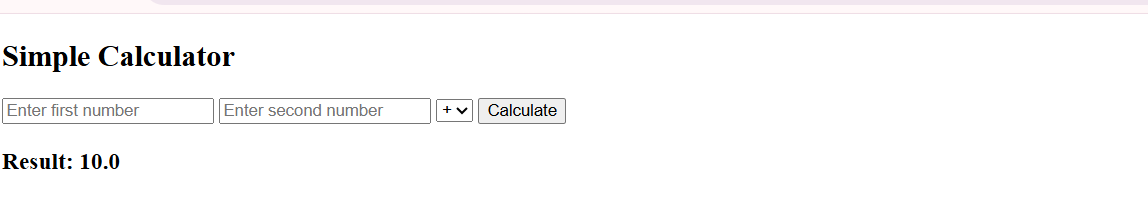 Simple Calculator
Enter first number Enter second number + Calculate
Result: 10.0